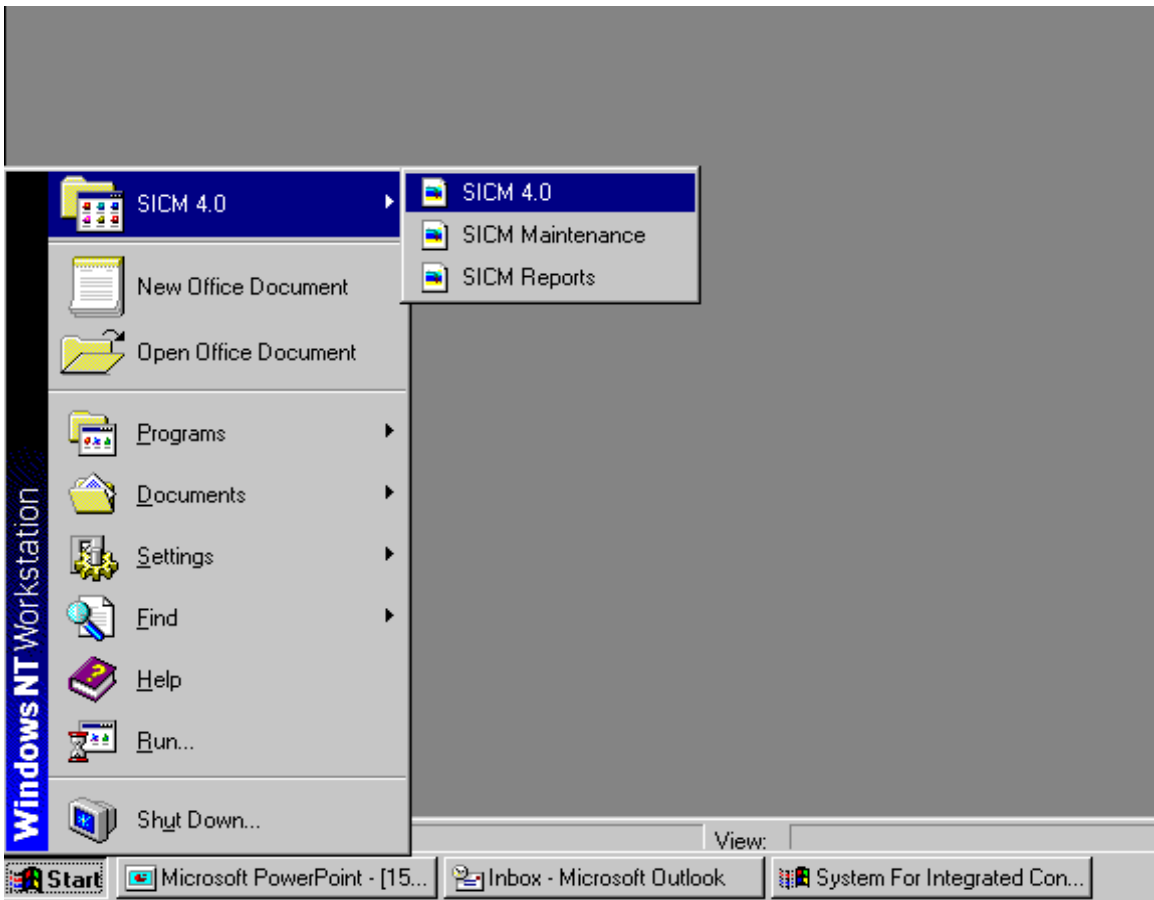 SICM 4.0
SICM 4.0
SICM Maintenance
SICM Reports
New Office Document
Open Office Document
Programs
Documents
Settings
Find
Help
Run...
Shut Down...
Windows NT Workstation
View:
Start
Microsoft PowerPoint - [15...
Inbox - Microsoft Outlook
System For Integrated Con...